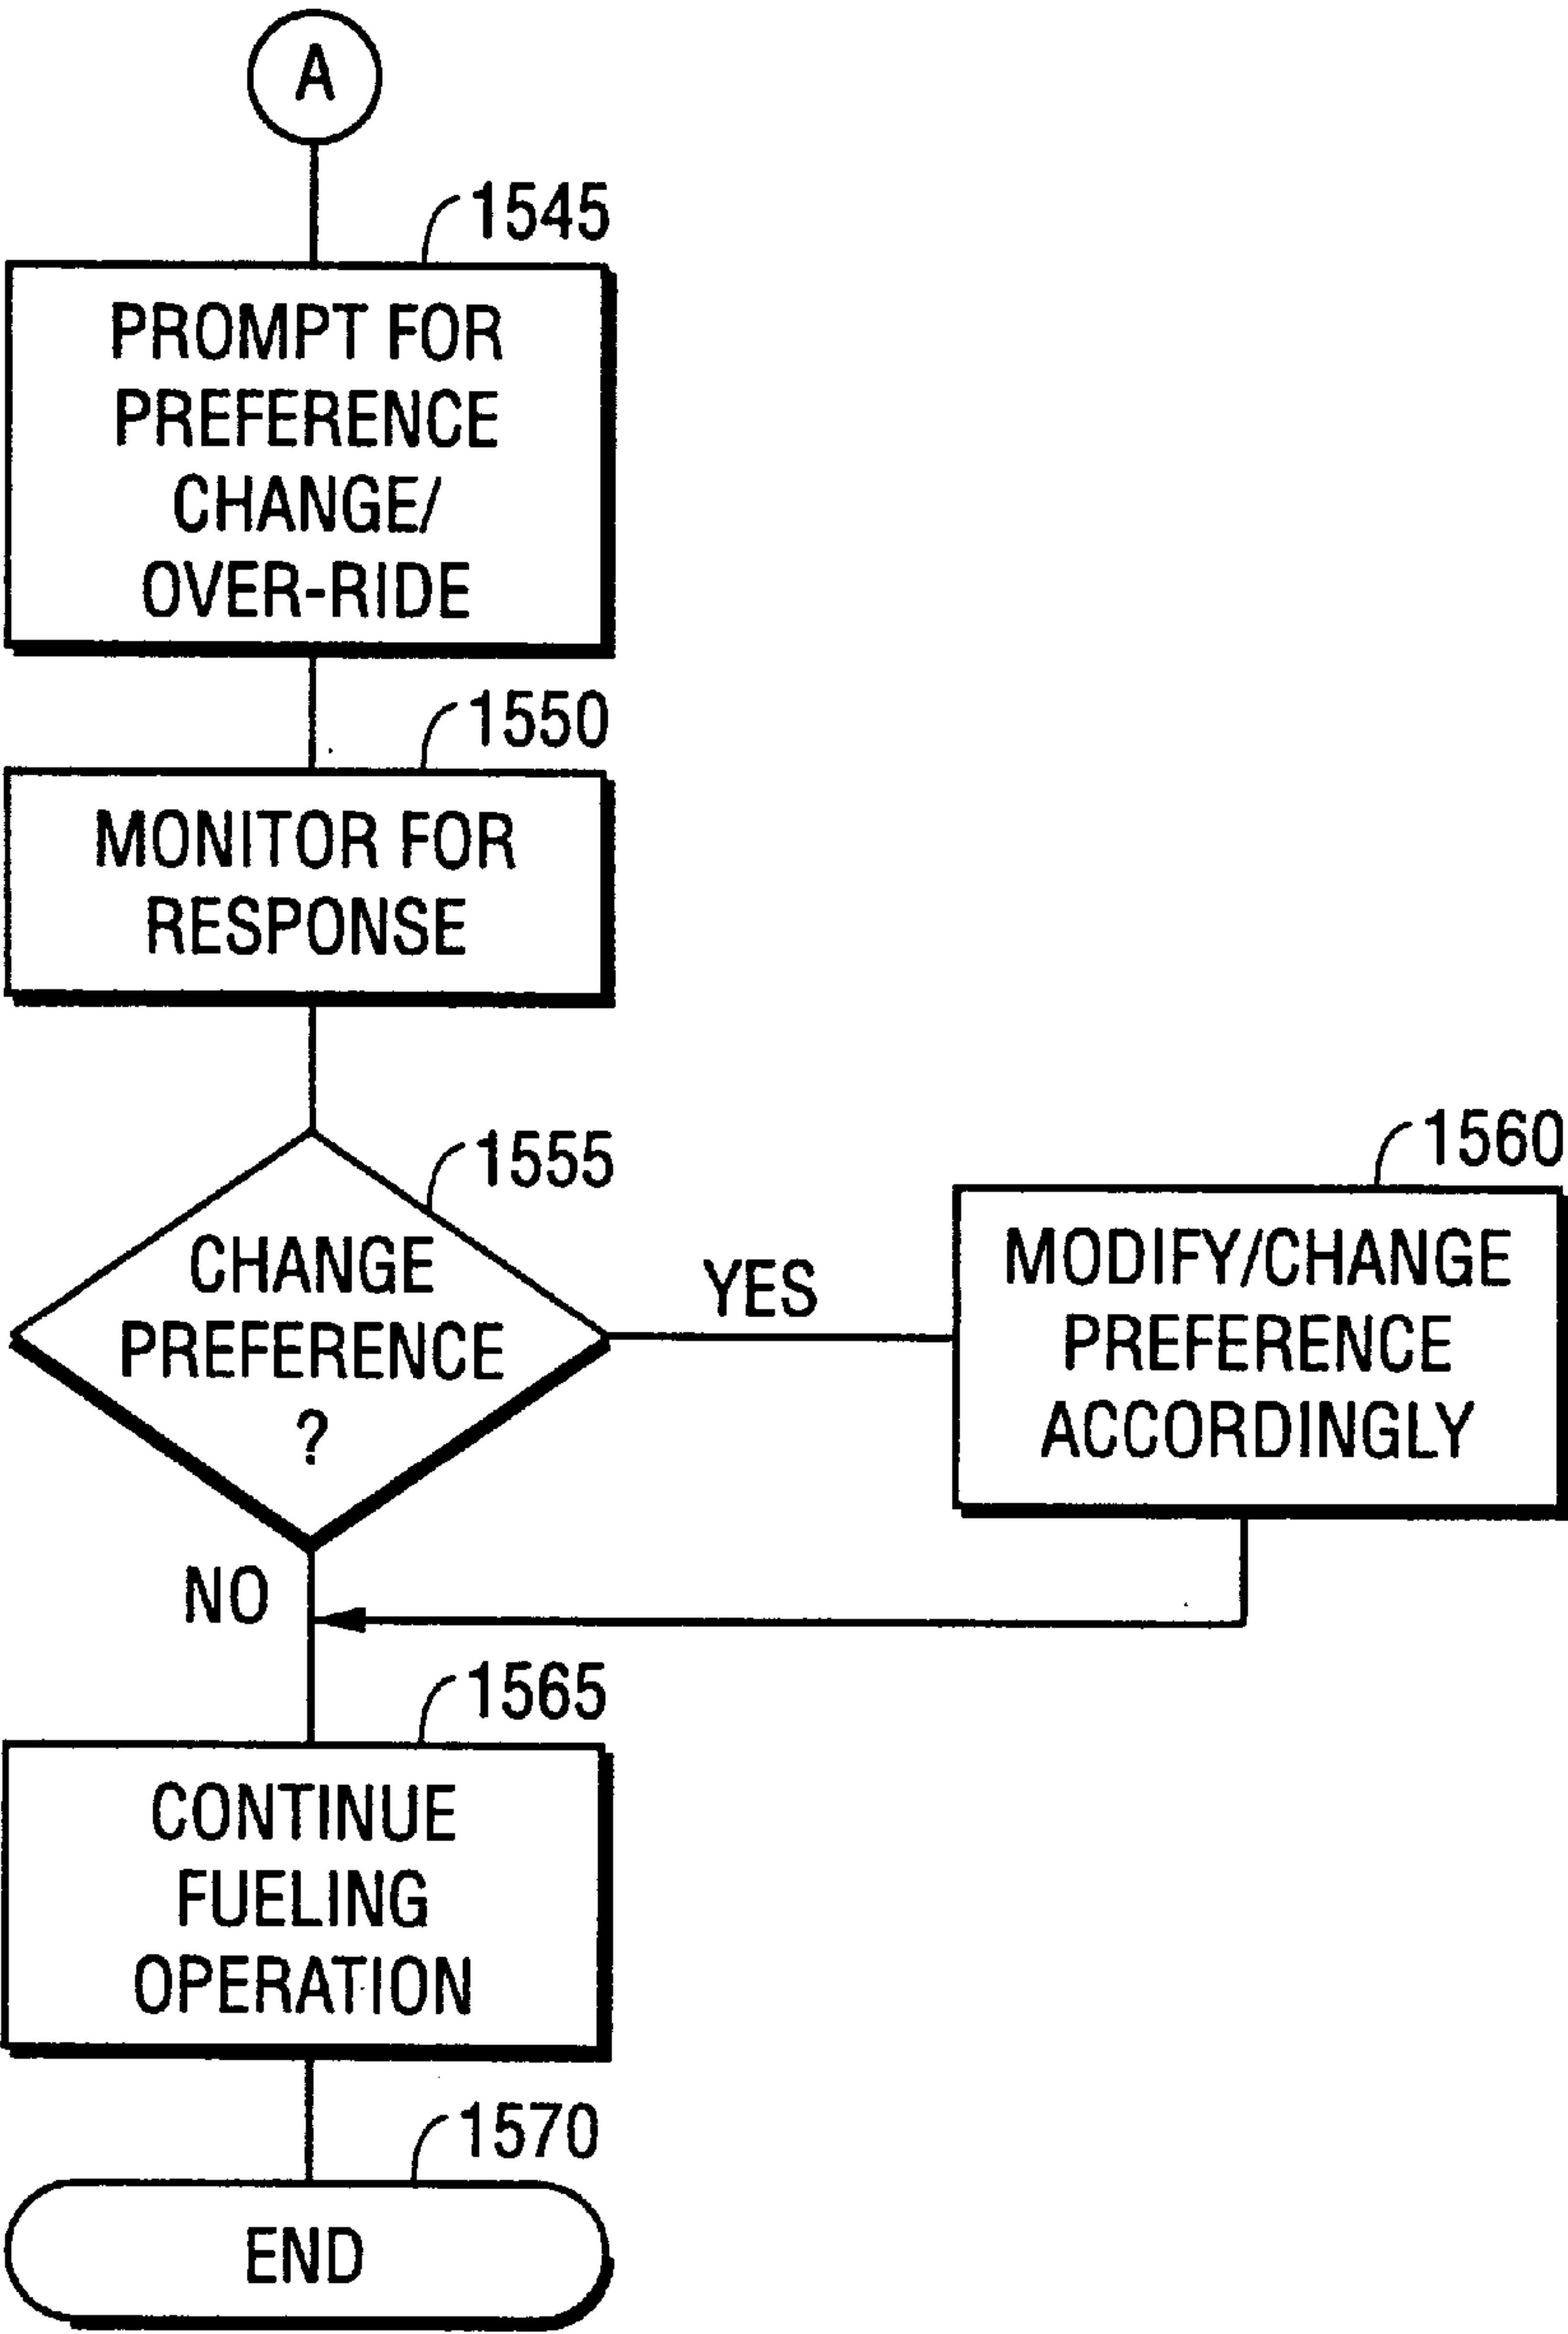 A
1545
PROMPT FOR
PREFERENCE
CHANGE/
OVER-RIDE
1550
MONITOR FOR
RESPONSE
1555
CHANGE
PREFERENCE
?
YES
1560
MODIFY/CHANGE
PREFERENCE
ACCORDINGLY
NO
1565
CONTINUE
FUELING
OPERATION
1570
END